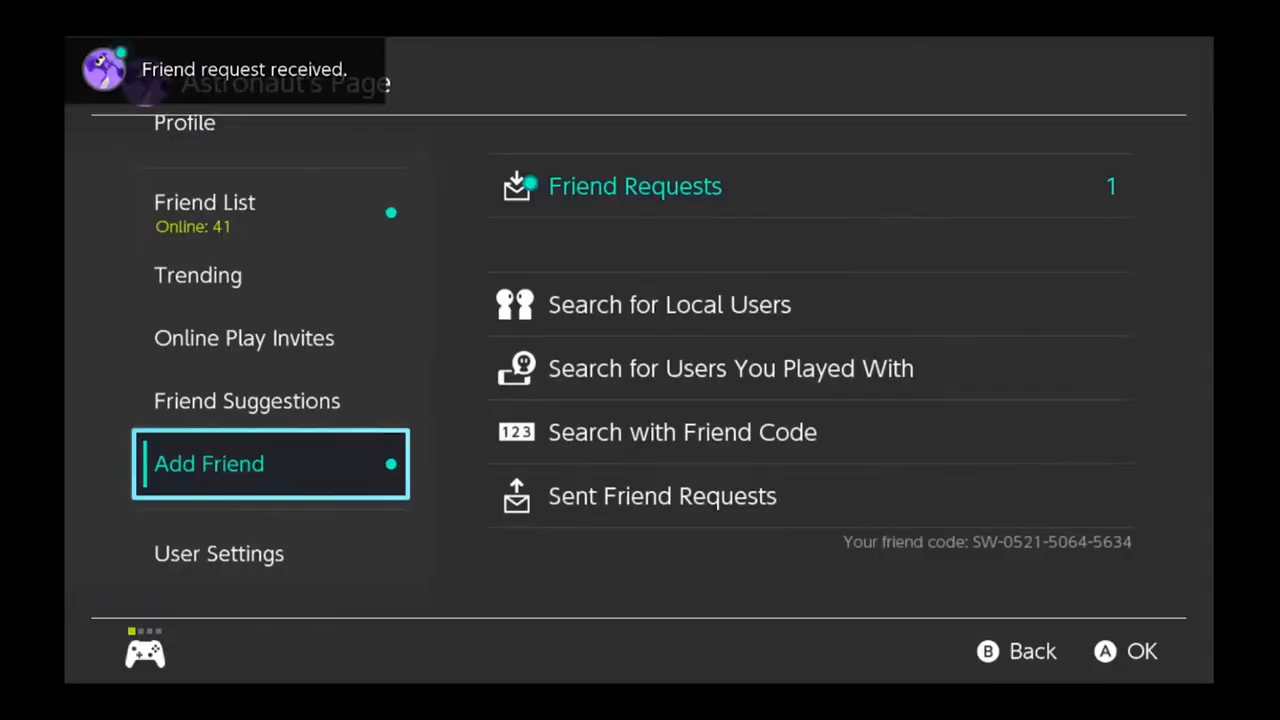 Friend request received.
Astronaut's Page
Profile
Friend List
Online: 41
Trending
Online Play Invites
Friend Suggestions
Add Friend
User Settings
Friend Requests 1
Search for Local Users
Search for Users You Played With
123 Search with Friend Code
Sent Friend Requests
Your friend code: SW-0521-5064-5634
B Back A OK